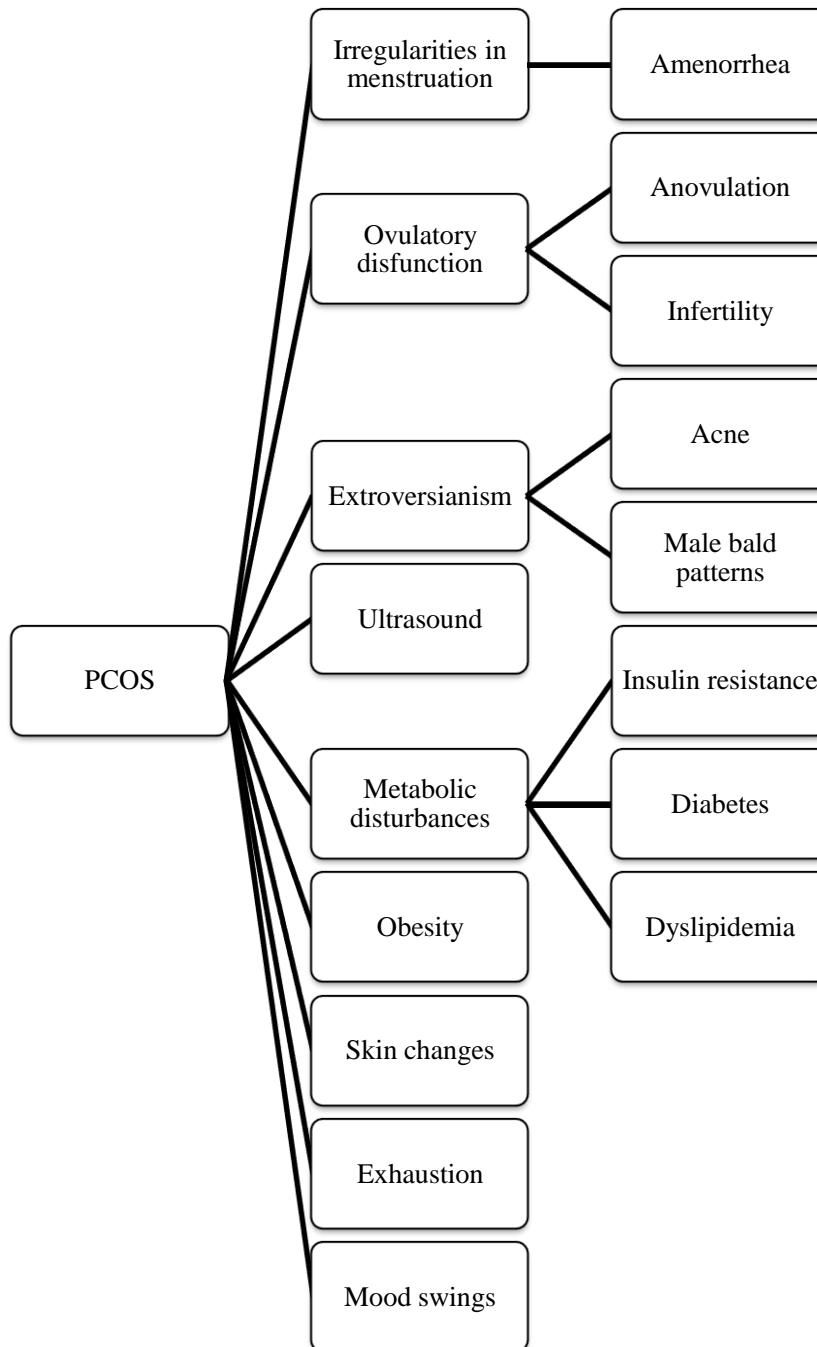 Irregularities in
menstruation
Amenorrhea
Anovulation
Ovulatory
disfunction
Infertility
Acne
Extroversianism
Male bald
patterns
Ultrasound
PCOS
Insulin resistance
Metabolic
disturbances
Diabetes
Obesity
Dyslipidemia
Skin changes
Exhaustion
Mood swings